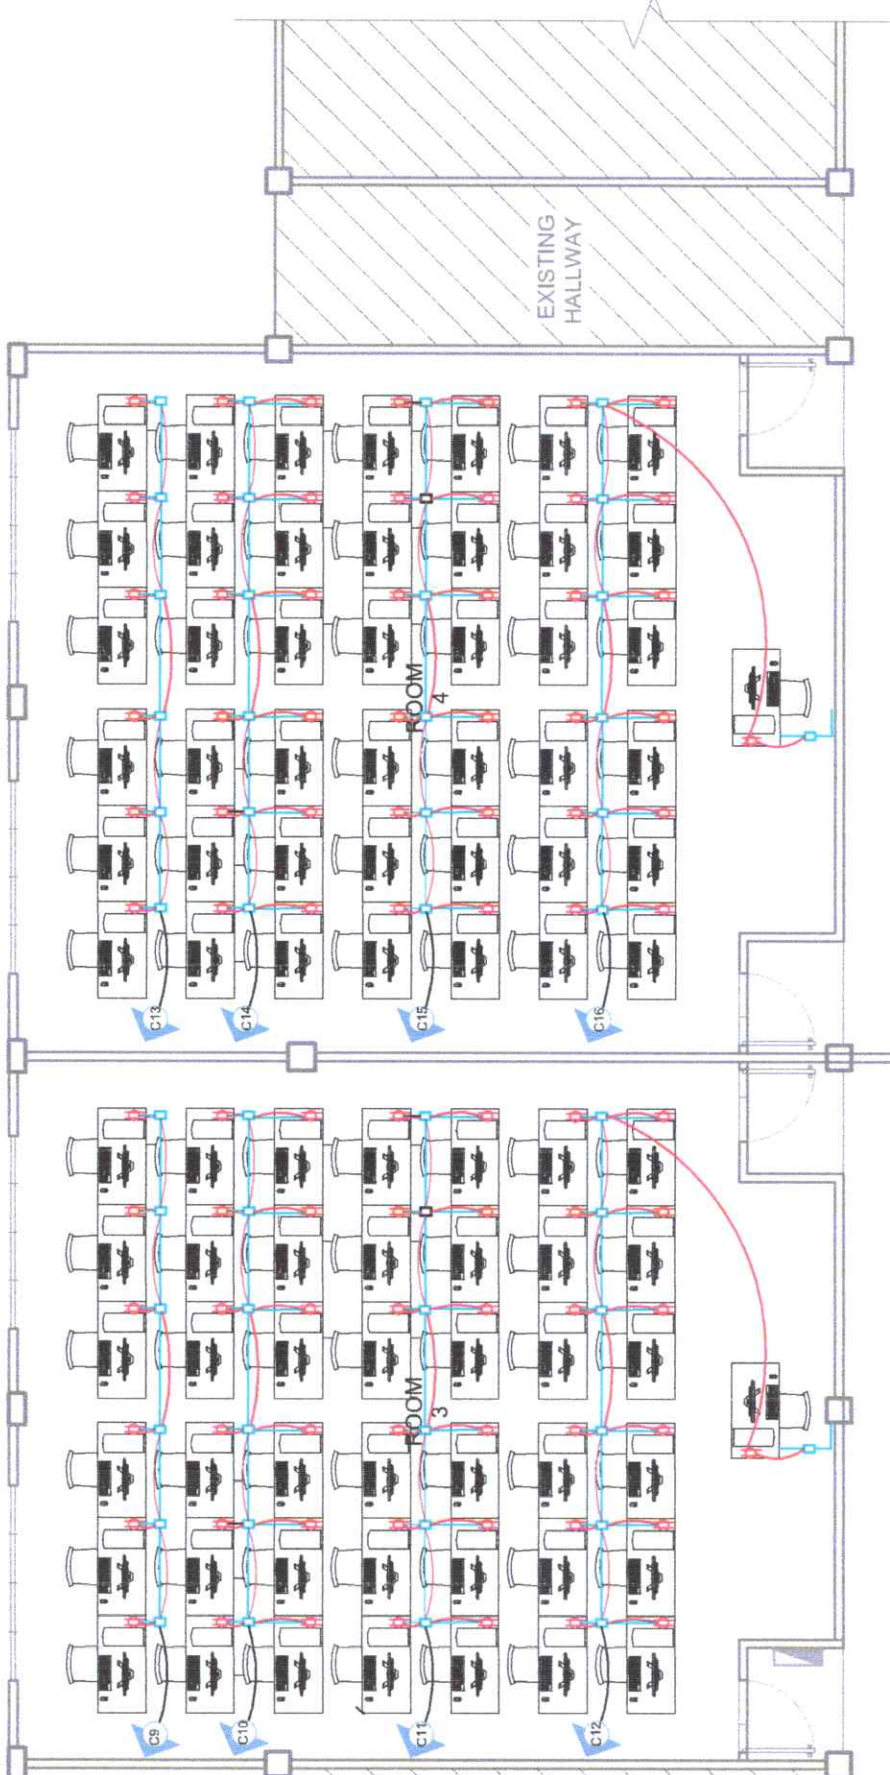 EXISTING
HALLWAY
ROOM
4
C13
C14
C15
C16
ROOM
3
C9
C10
C11
C12